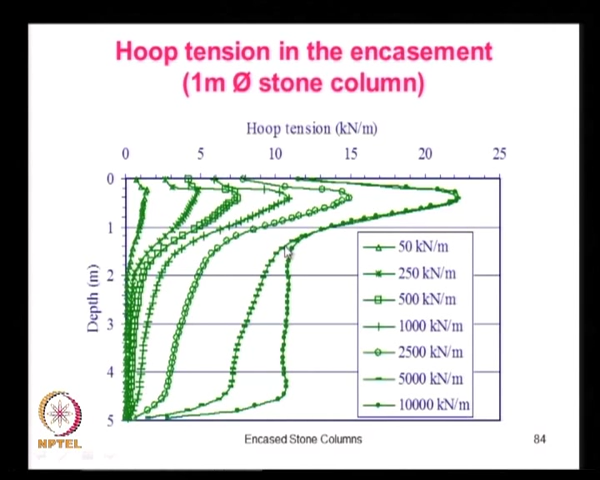 Hoop tension in the encasement
(1m Ø stone column)
Hoop tension (kN/m)
0 5 10 15 20 25
Depth (m)
0
1
2
3
4
5
50 kN/m
250 kN/m
500 kN/m
1000 kN/m
2500 kN/m
5000 kN/m
10000 kN/m
NPTEL
Encased Stone Columns
84